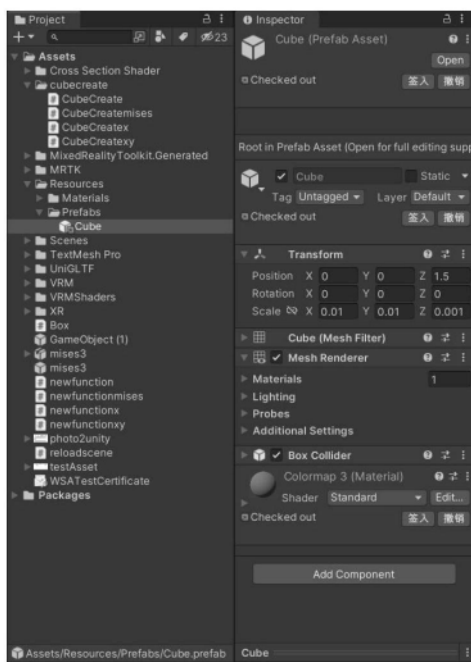 Project
23
Assets
Cross Section Shader
cubecreate
CubeCreate
CubeCreatemises
CubeCreatex
CubeCreatexy
MixedRealityToolkit.Generated
MRTK
Resources
Materials
Prefabs
Cube
Scenes
TextMesh Pro
UniGLTF
VRM
VRMShaders
XR
Box
GameObject (1)
mises3
mises3
newfunction
newfunctionmises
newfunctionx
newfunctionxy
photo2unity
reloadscene
testAsset
WSATestCertificate
Packages
Assets/Resources/Prefabs/Cube.prefab
Inspector
Cube (Prefab Asset)
Open
Checked out 签入 撤销
Root in Prefab Asset (Open for full editing supp
Cube Static
Tag Untagged Layer Default
Checked out 签入 撤销
Transform
Position X 0 Y 0 Z 1.5
Rotation X 0 Y 0 Z 0
Scale X 0.01 Y 0.01 Z 0.001
Cube (Mesh Filter)
Mesh Renderer
Materials 1
Lighting
Probes
Additional Settings
Box Collider
Colormap 3 (Material)
Shader Standard Edit...
Checked out 签入 撤销
Add Component
Cube